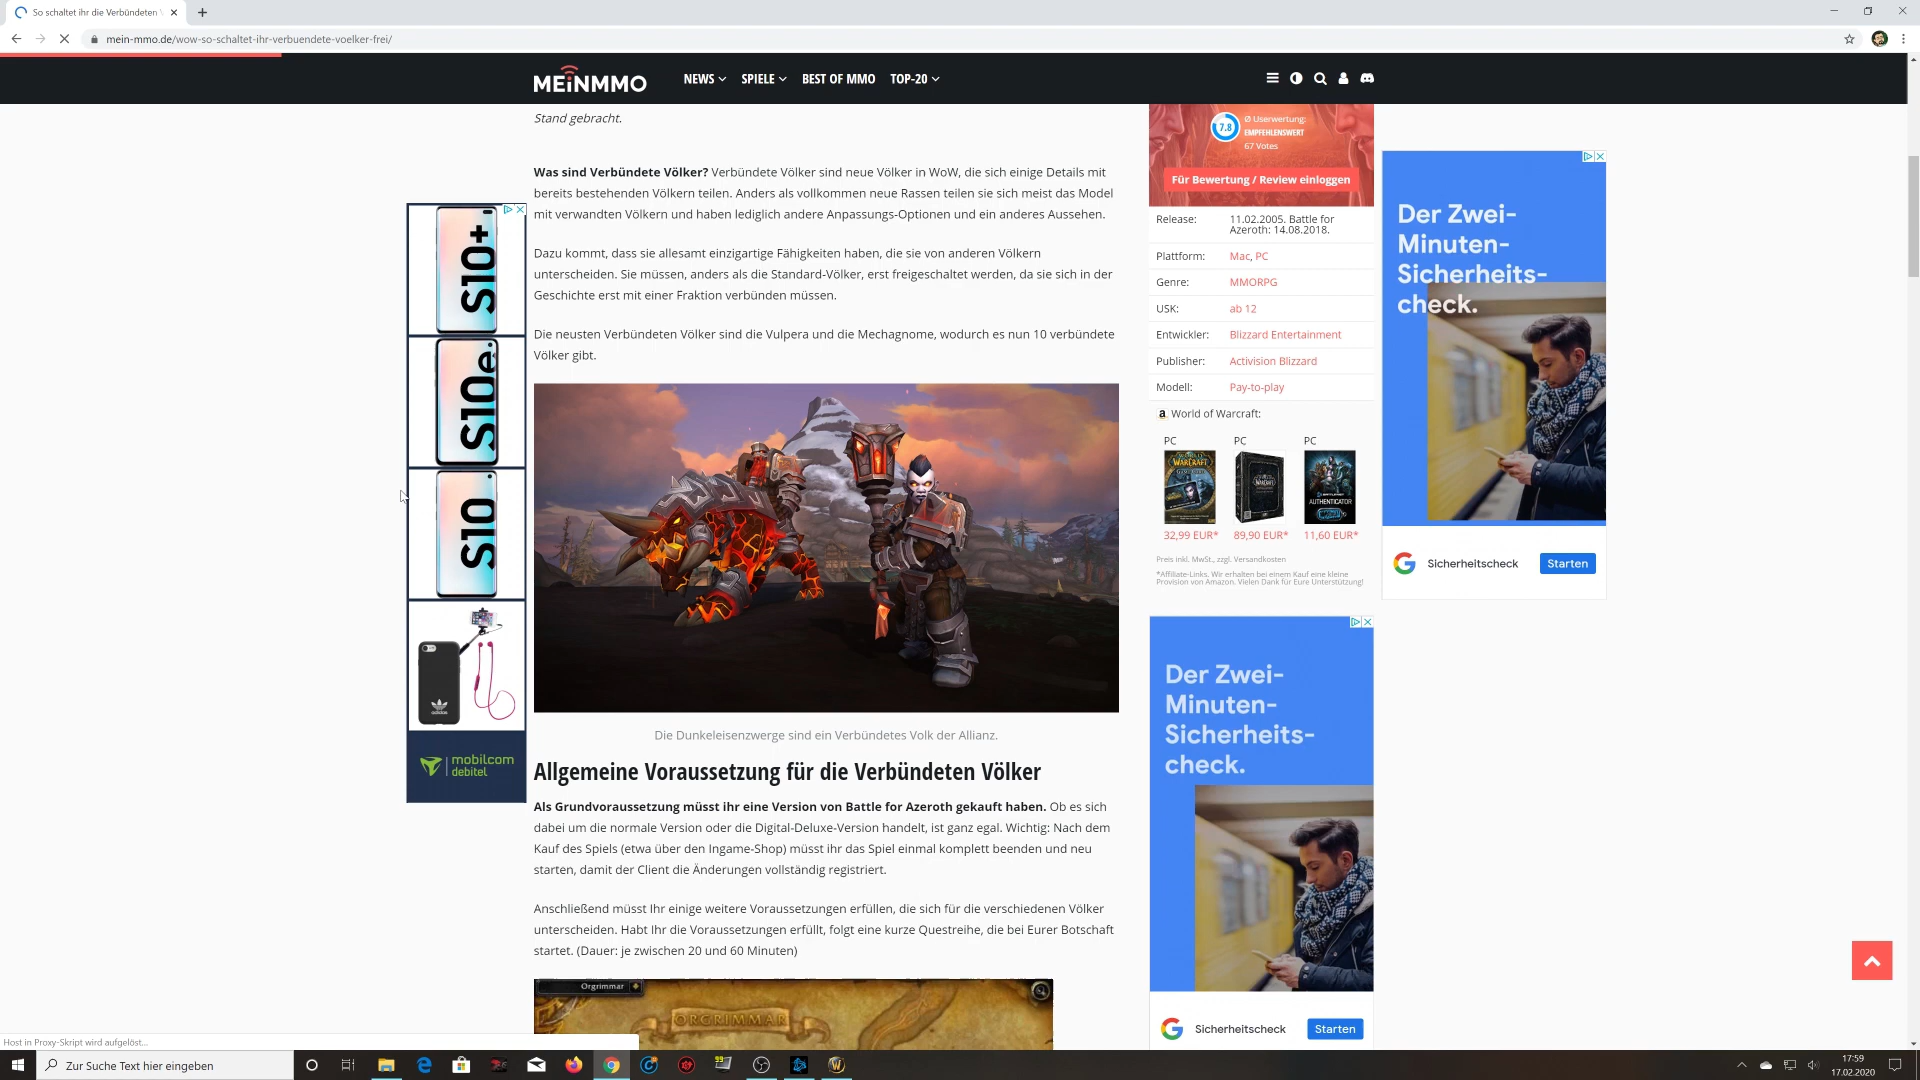 So schaltet ihr die Verbündeten
mein-mmo.de/wow-so-schaltet-ihr-verbuendete-voelker-frei/
MEiNMMO
NEWS
SPIELE
BEST OF MMO
TOP-20
Stand gebracht.
Was sind Verbündete Völker? Verbündete Völker sind neue Völker in WoW, die sich einige Details mit
bereits bestehenden Völkern teilen. Anders als vollkommen neue Rassen teilen sie sich meist das Model
mit verwandten Völkern und haben lediglich andere Anpassungs-Optionen und ein anderes Aussehen.
Dazu kommt, dass sie allesamt einzigartige Fähigkeiten haben, die sie von anderen Völkern
unterscheiden. Sie müssen, anders als die Standard-Völker, erst freigeschaltet werden, da sie sich in der
Geschichte erst mit einer Fraktion verbünden müssen.
Die neusten Verbündeten Völker sind die Vulpera und die Mechagnome, wodurch es nun 10 verbündete
Völker gibt.
Die Dunkeleisenzwerge sind ein Verbündetes Volk der Allianz.
Allgemeine Voraussetzung für die Verbündeten Völker
Als Grundvoraussetzung müsst ihr eine Version von Battle for Azeroth gekauft haben. Ob es sich
dabei um die normale Version oder die Digital-Deluxe-Version handelt, ist ganz egal. Wichtig: Nach dem
Kauf des Spiels (etwa über den Ingame-Shop) müsst ihr das Spiel einmal komplett beenden und neu
starten, damit der Client die Änderungen vollständig registriert.
Anschließend müsst Ihr einige weitere Voraussetzungen erfüllen, die sich für die verschiedenen Völker
unterscheiden. Habt Ihr die Voraussetzungen erfüllt, folgt eine kurze Questreihe, die bei Eurer Botschaft
startet. (Dauer: je zwischen 20 und 60 Minuten)
Orgrimmar
ORGRIMMAR
S10+
S10e
S10
adidas
mobilcom
debitel
7.8
Ø Userwertung:
EMPFEHLENSWERT
67 Votes
Für Bewertung / Review einloggen
Release: 11.02.2005. Battle for
Azeroth: 14.08.2018.
Plattform: Mac, PC
Genre: MMORPG
USK: ab 12
Entwickler: Blizzard Entertainment
Publisher: Activision Blizzard
Modell: Pay-to-play
a World of Warcraft:
PC PC PC
WARCRAFT
AUTHENTICATOR
32,99 EUR* 89,90 EUR* 11,60 EUR*
Preis inkl. MwSt., zzgl. Versandkosten
*Affiliate-Links. Wir erhalten bei einem Kauf eine kleine
Provision von Amazon. Vielen Dank für Eure Unterstützung!
Der Zwei-
Minuten-
Sicherheits-
check.
Sicherheitscheck
Starten
Der Zwei-
Minuten-
Sicherheits-
check.
Sicherheitscheck
Starten
Host in Proxy-Skript wird aufgelöst...
Zur Suche Text hier eingeben
99
17:59
17.02.2020